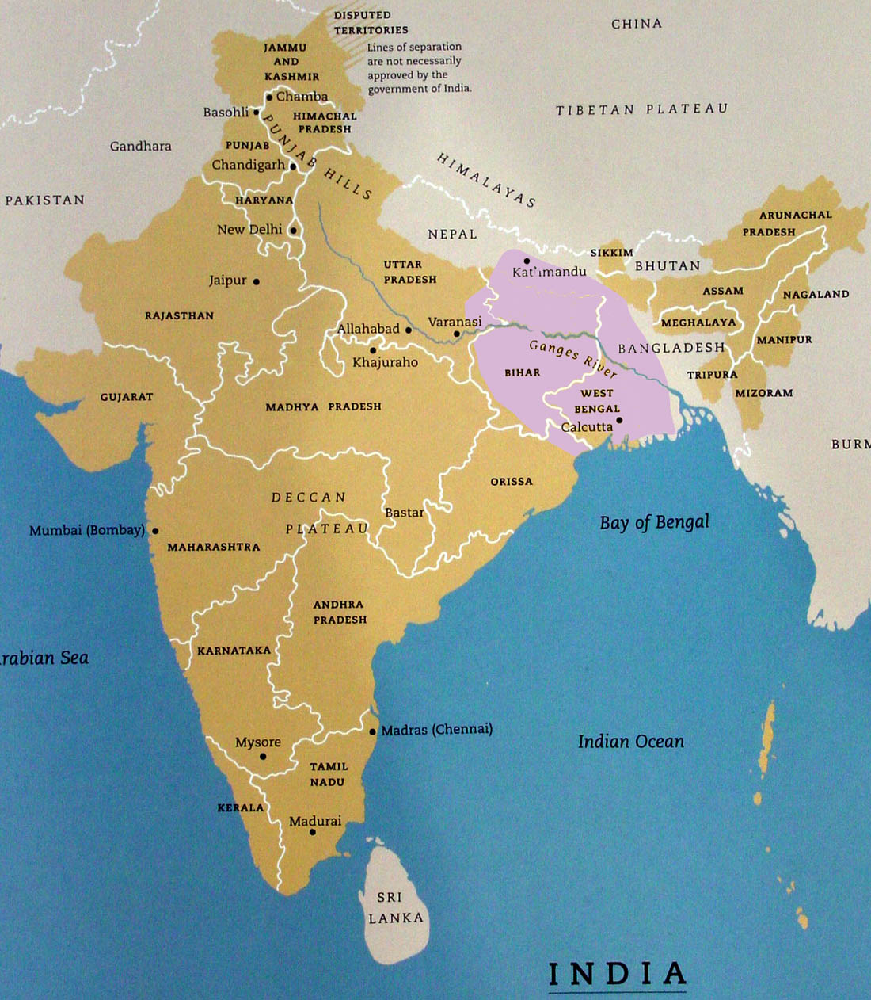 DISPUTED
TERRITORIES
Lines of separation
are not necessarily
approved by the
government of India.
CHINA
JAMMU
AND
KASHMIR
Chamba
Basohli
HIMACHAL
PRADESH
TIBETAN PLATEAU
Gandhara
PUNJAB
PUNJAB HILLS
Chandigarh
HIMALAYAS
PAKISTAN
HARYANA
New Delhi
NEPAL
ARUNACHAL
PRADESH
SIKKIM
BHUTAN
UTTAR
PRADESH
Kat'mandu
Jaipur
ASSAM
NAGALAND
RAJASTHAN
Allahabad
Varanasi
MEGHALAYA
MANIPUR
Ganges River
BANGLADESH
Khajuraho
BIHAR
TRIPURA
MIZORAM
GUJARAT
MADHYA PRADESH
WEST
BENGAL
Calcutta
BURM
ORISSA
DECCAN
PLATEAU
Bastar
Bay of Bengal
Mumbai (Bombay)
MAHARASHTRA
ANDHRA
PRADESH
KARNATAKA
rabian Sea
Madras (Chennai)
Indian Ocean
Mysore
TAMIL
NADU
KERALA
Madurai
SRI
LANKA
INDIA